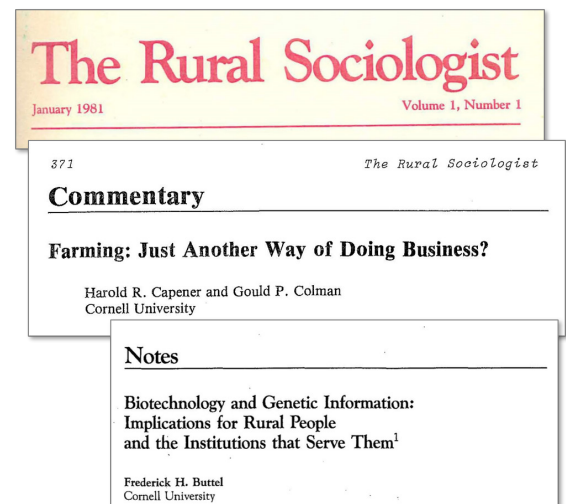 The Rural Sociologist
January 1981 Volume 1, Number 1
371 The Rural Sociologist
Commentary
Farming: Just Another Way of Doing Business?
Harold R. Capener and Gould P. Colman
Cornell University
Notes
Biotechnology and Genetic Information:
Implications for Rural People
and the Institutions that Serve Them¹
Frederick H. Buttel
Cornell University